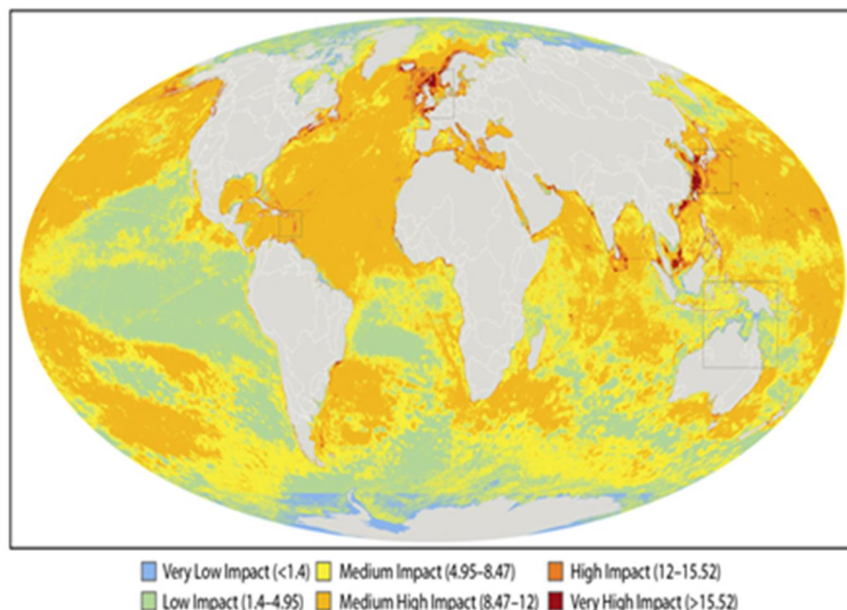 Very Low Impact (<1.4) Medium Impact (4.95–8.47) High Impact (12–15.52)
Low Impact (1.4–4.95) Medium High Impact (8.47–12) Very High Impact (>15.52)